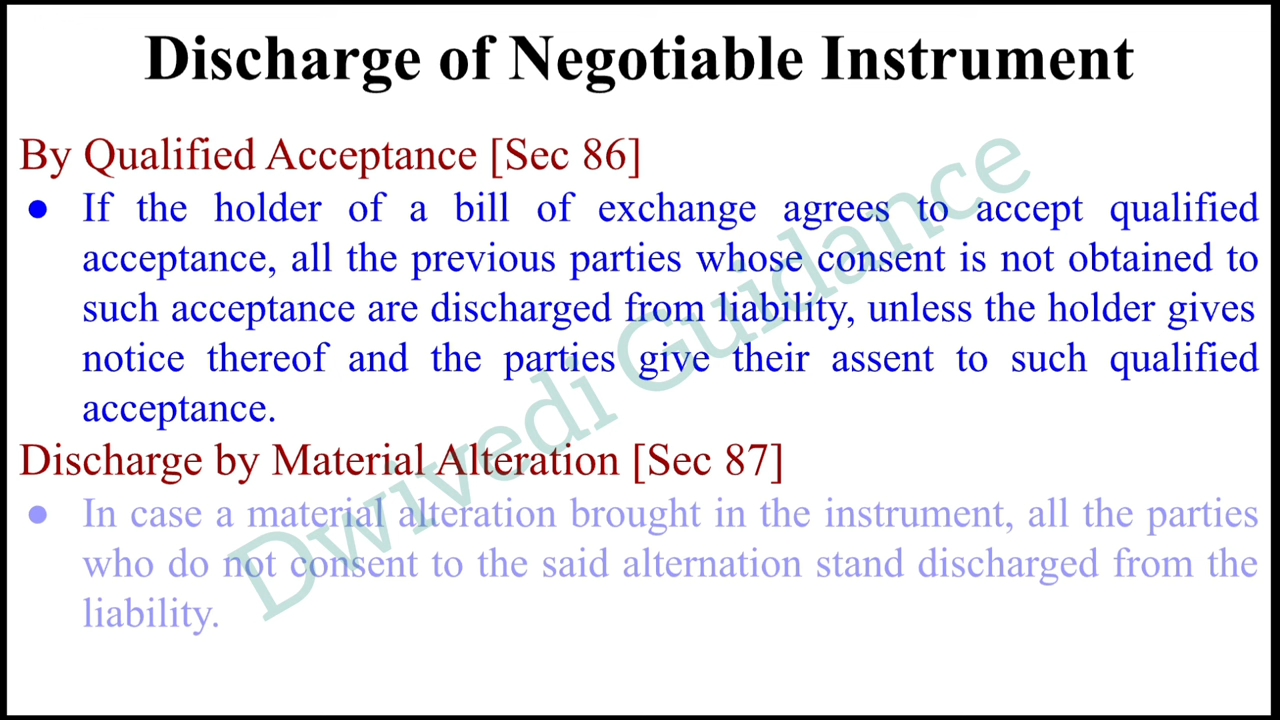 Discharge of Negotiable Instrument
By Qualified Acceptance [Sec 86]
● If the holder of a bill of exchange agrees to accept qualified
acceptance, all the previous parties whose consent is not obtained to
such acceptance are discharged from liability, unless the holder gives
notice thereof and the parties give their assent to such qualified
acceptance.
Discharge by Material Alteration [Sec 87]
● In case a material alteration brought in the instrument, all the parties
who do not consent to the said alternation stand discharged from the
liability.
Dwivedi Guidance